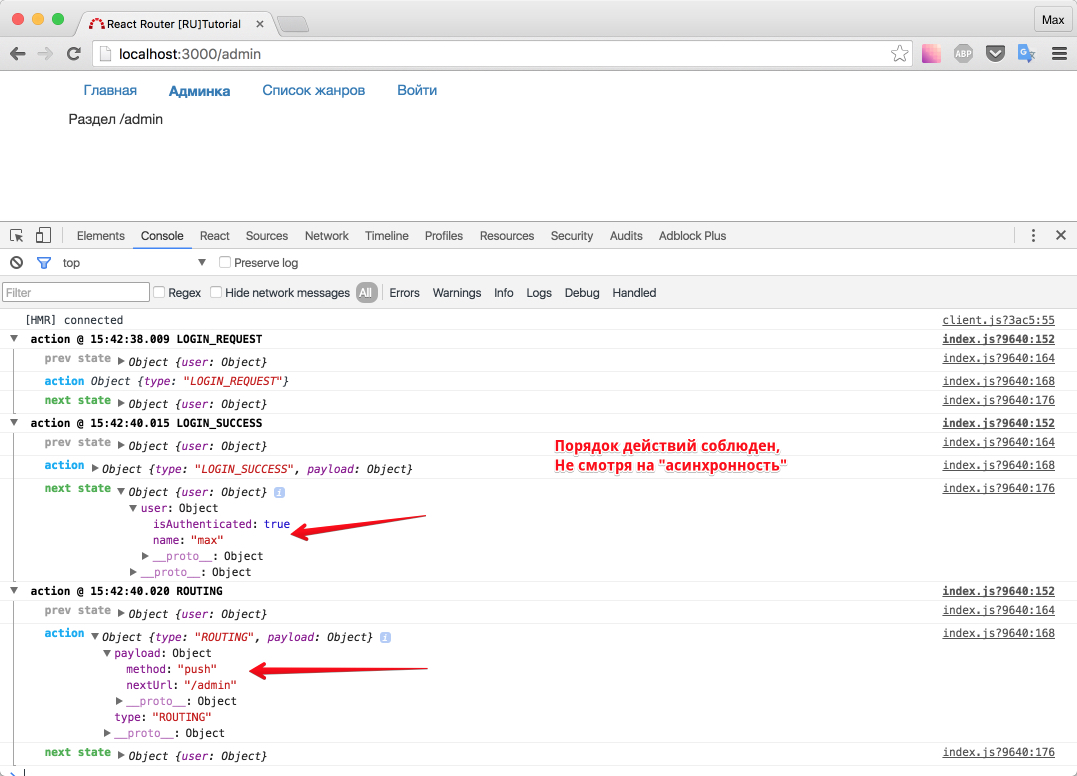 React Router [RU]Tutorial
Max
localhost:3000/admin
ABP
Главная Админка Список жанров Войти
Раздел /admin
Elements Console React Sources Network Timeline Profiles Resources Security Audits Adblock Plus
top Preserve log
Filter Regex Hide network messages All Errors Warnings Info Logs Debug Handled
[HMR] connected client.js?3ac5:55
action @ 15:42:38.009 LOGIN_REQUEST index.js?9640:152
prev state Object {user: Object} index.js?9640:164
action Object {type: "LOGIN_REQUEST"} index.js?9640:168
next state Object {user: Object} index.js?9640:176
action @ 15:42:40.015 LOGIN_SUCCESS index.js?9640:152
prev state Object {user: Object} index.js?9640:164
Порядок действий соблюден,
action Object {type: "LOGIN_SUCCESS", payload: Object} index.js?9640:168
Не смотря на "асинхронность"
next state Object {user: Object} index.js?9640:176
user: Object
isAuthenticated: true
name: "max"
__proto__: Object
__proto__: Object
action @ 15:42:40.020 ROUTING index.js?9640:152
prev state Object {user: Object} index.js?9640:164
action Object {type: "ROUTING", payload: Object} index.js?9640:168
payload: Object
method: "push"
nextUrl: "/admin"
__proto__: Object
type: "ROUTING"
__proto__: Object
next state Object {user: Object} index.js?9640:176